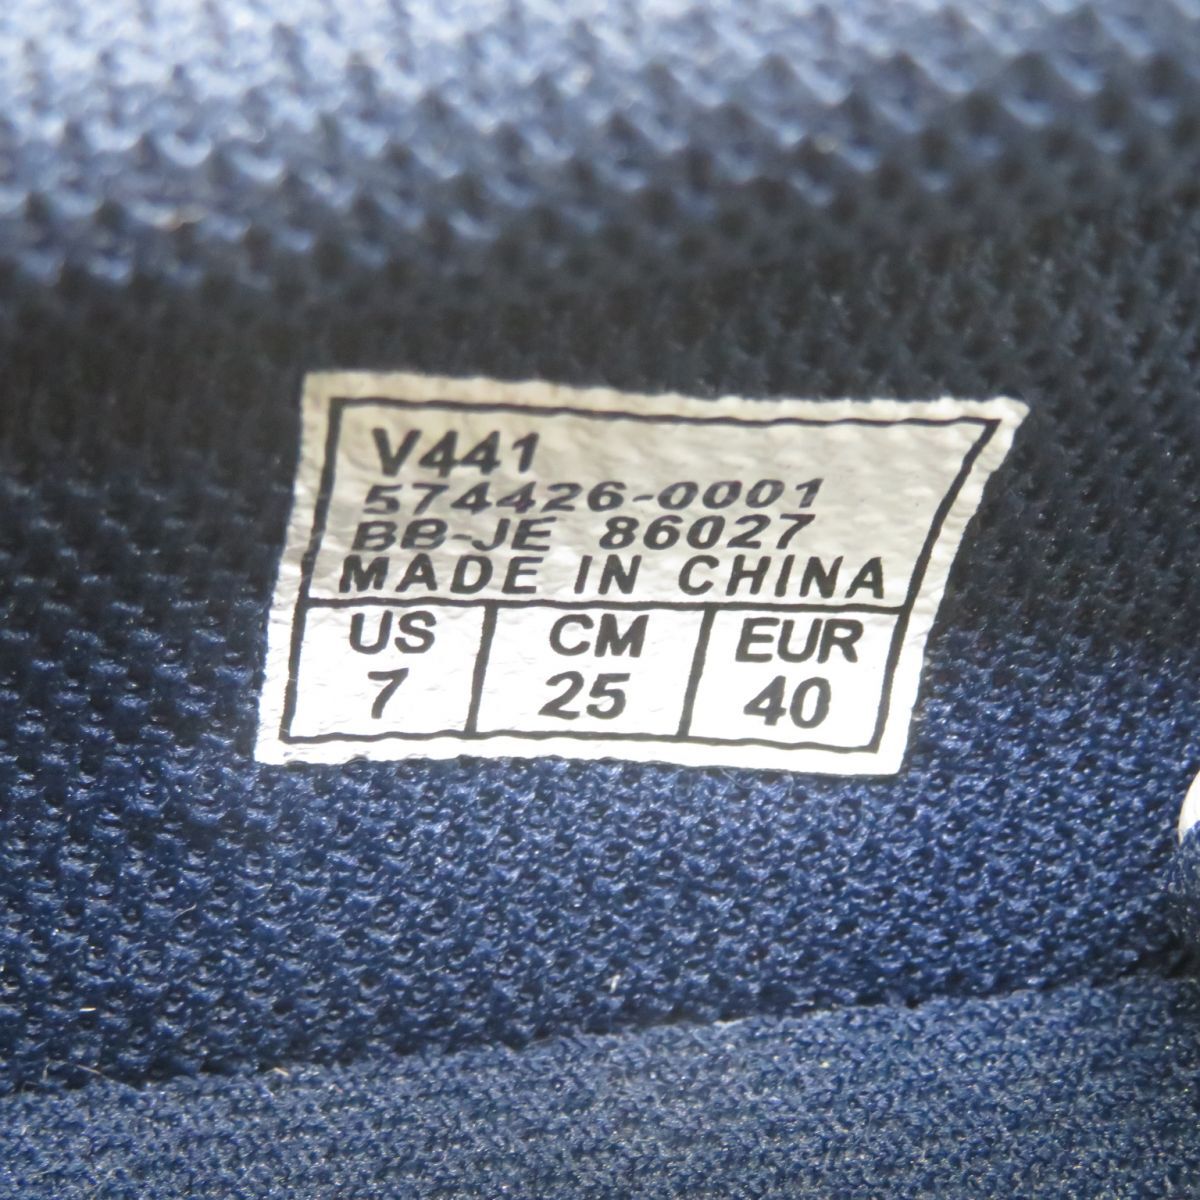 V441
574426-0001
BB-JE 86027
MADE IN CHINA
US CM EUR
7 25 40